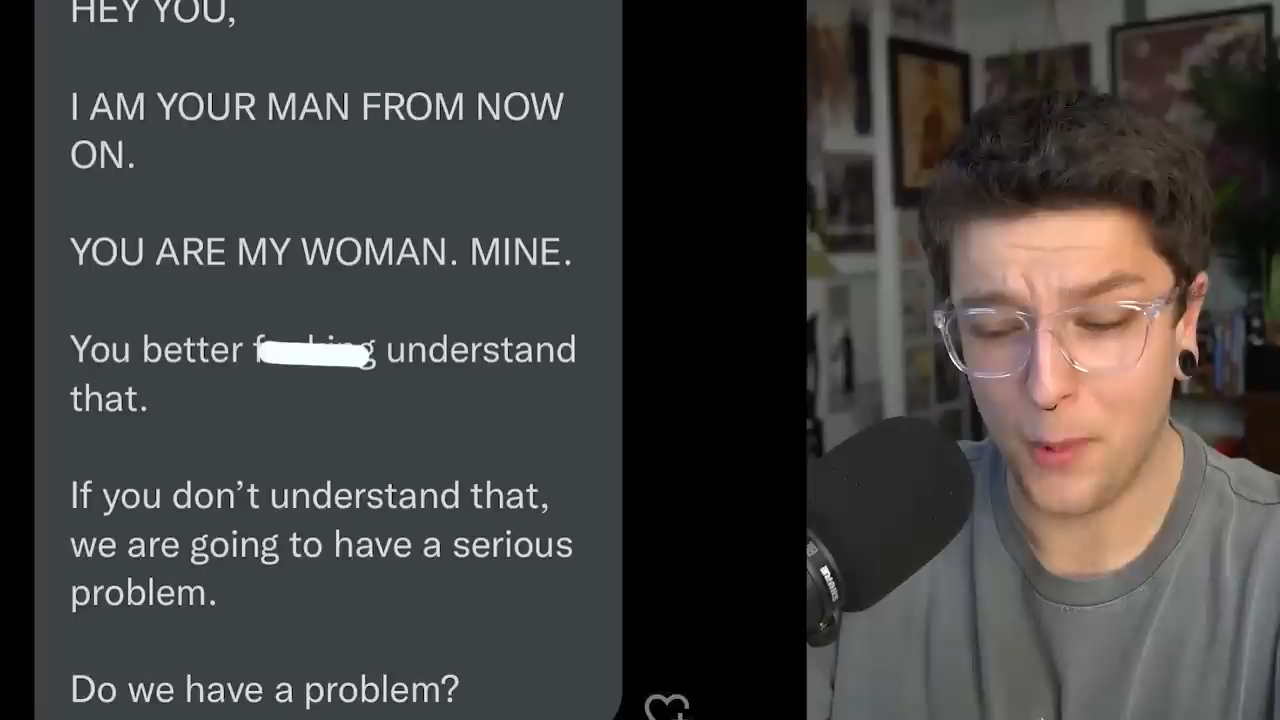 HEY YOU,
I AM YOUR MAN FROM NOW
ON.
YOU ARE MY WOMAN. MINE.
You better understand
that.
If you don’t understand that,
we are going to have a serious
problem.
Do we have a problem?
SHURE